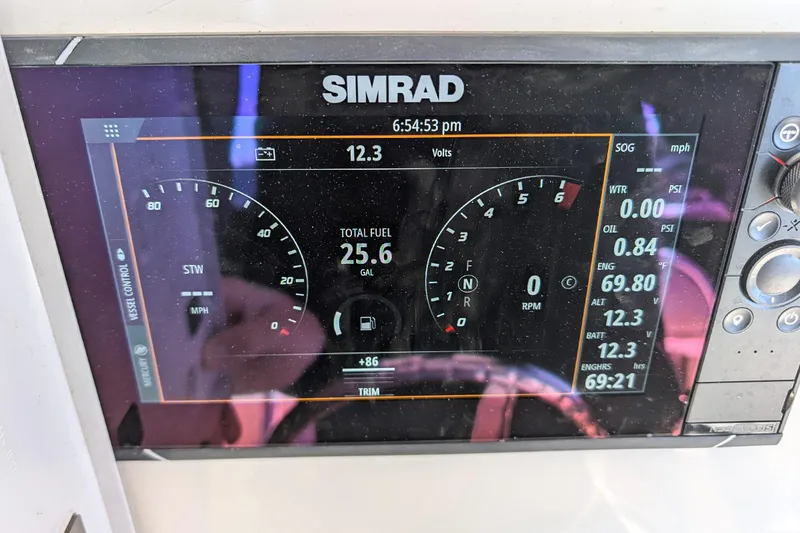 SIMRAD
6:54:53 pm
12.3 Volts
SOG mph
---
WTR PSI
0.00
OIL PSI
0.84
ENG °F
69.80
ALT V
12.3
BATT V
12.3
ENGHRS hrs
69:21
80 60 40 20 0
STW
---
MPH
TOTAL FUEL
25.6
GAL
0 1 2 3 4 5 6
F
N
R
0
RPM
C
+86
TRIM
VESSEL CONTROL
MERCURY